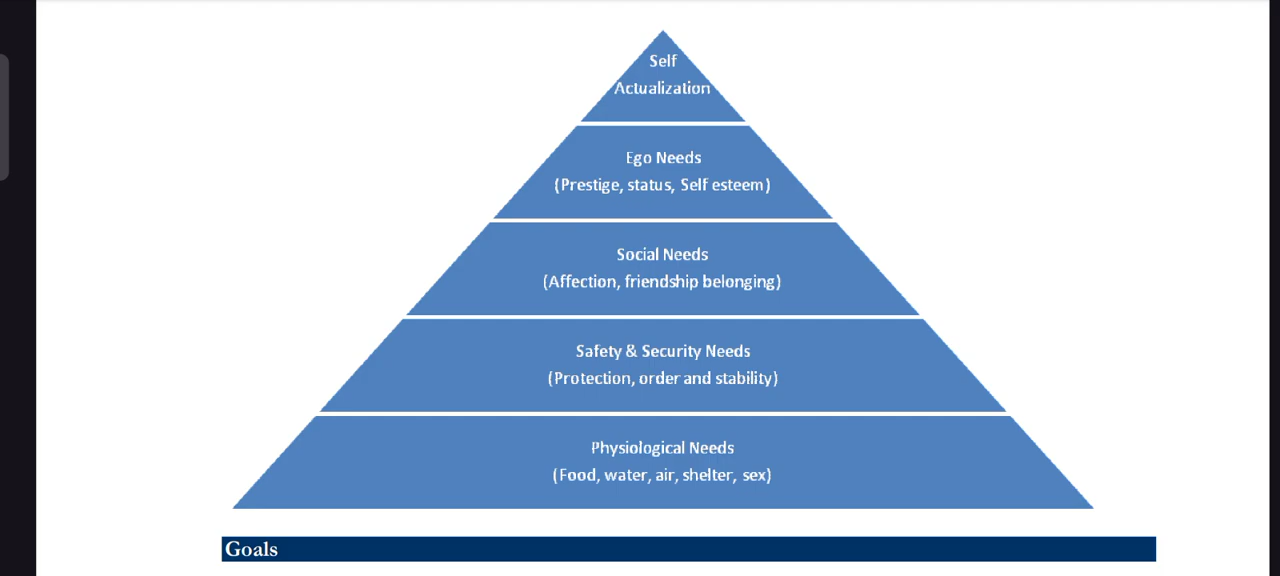 Self
Actualization
Ego Needs
(Prestige, status, Self esteem)
Social Needs
(Affection, friendship belonging)
Safety & Security Needs
(Protection, order and stability)
Physiological Needs
(Food, water, air, shelter, sex)
Goals